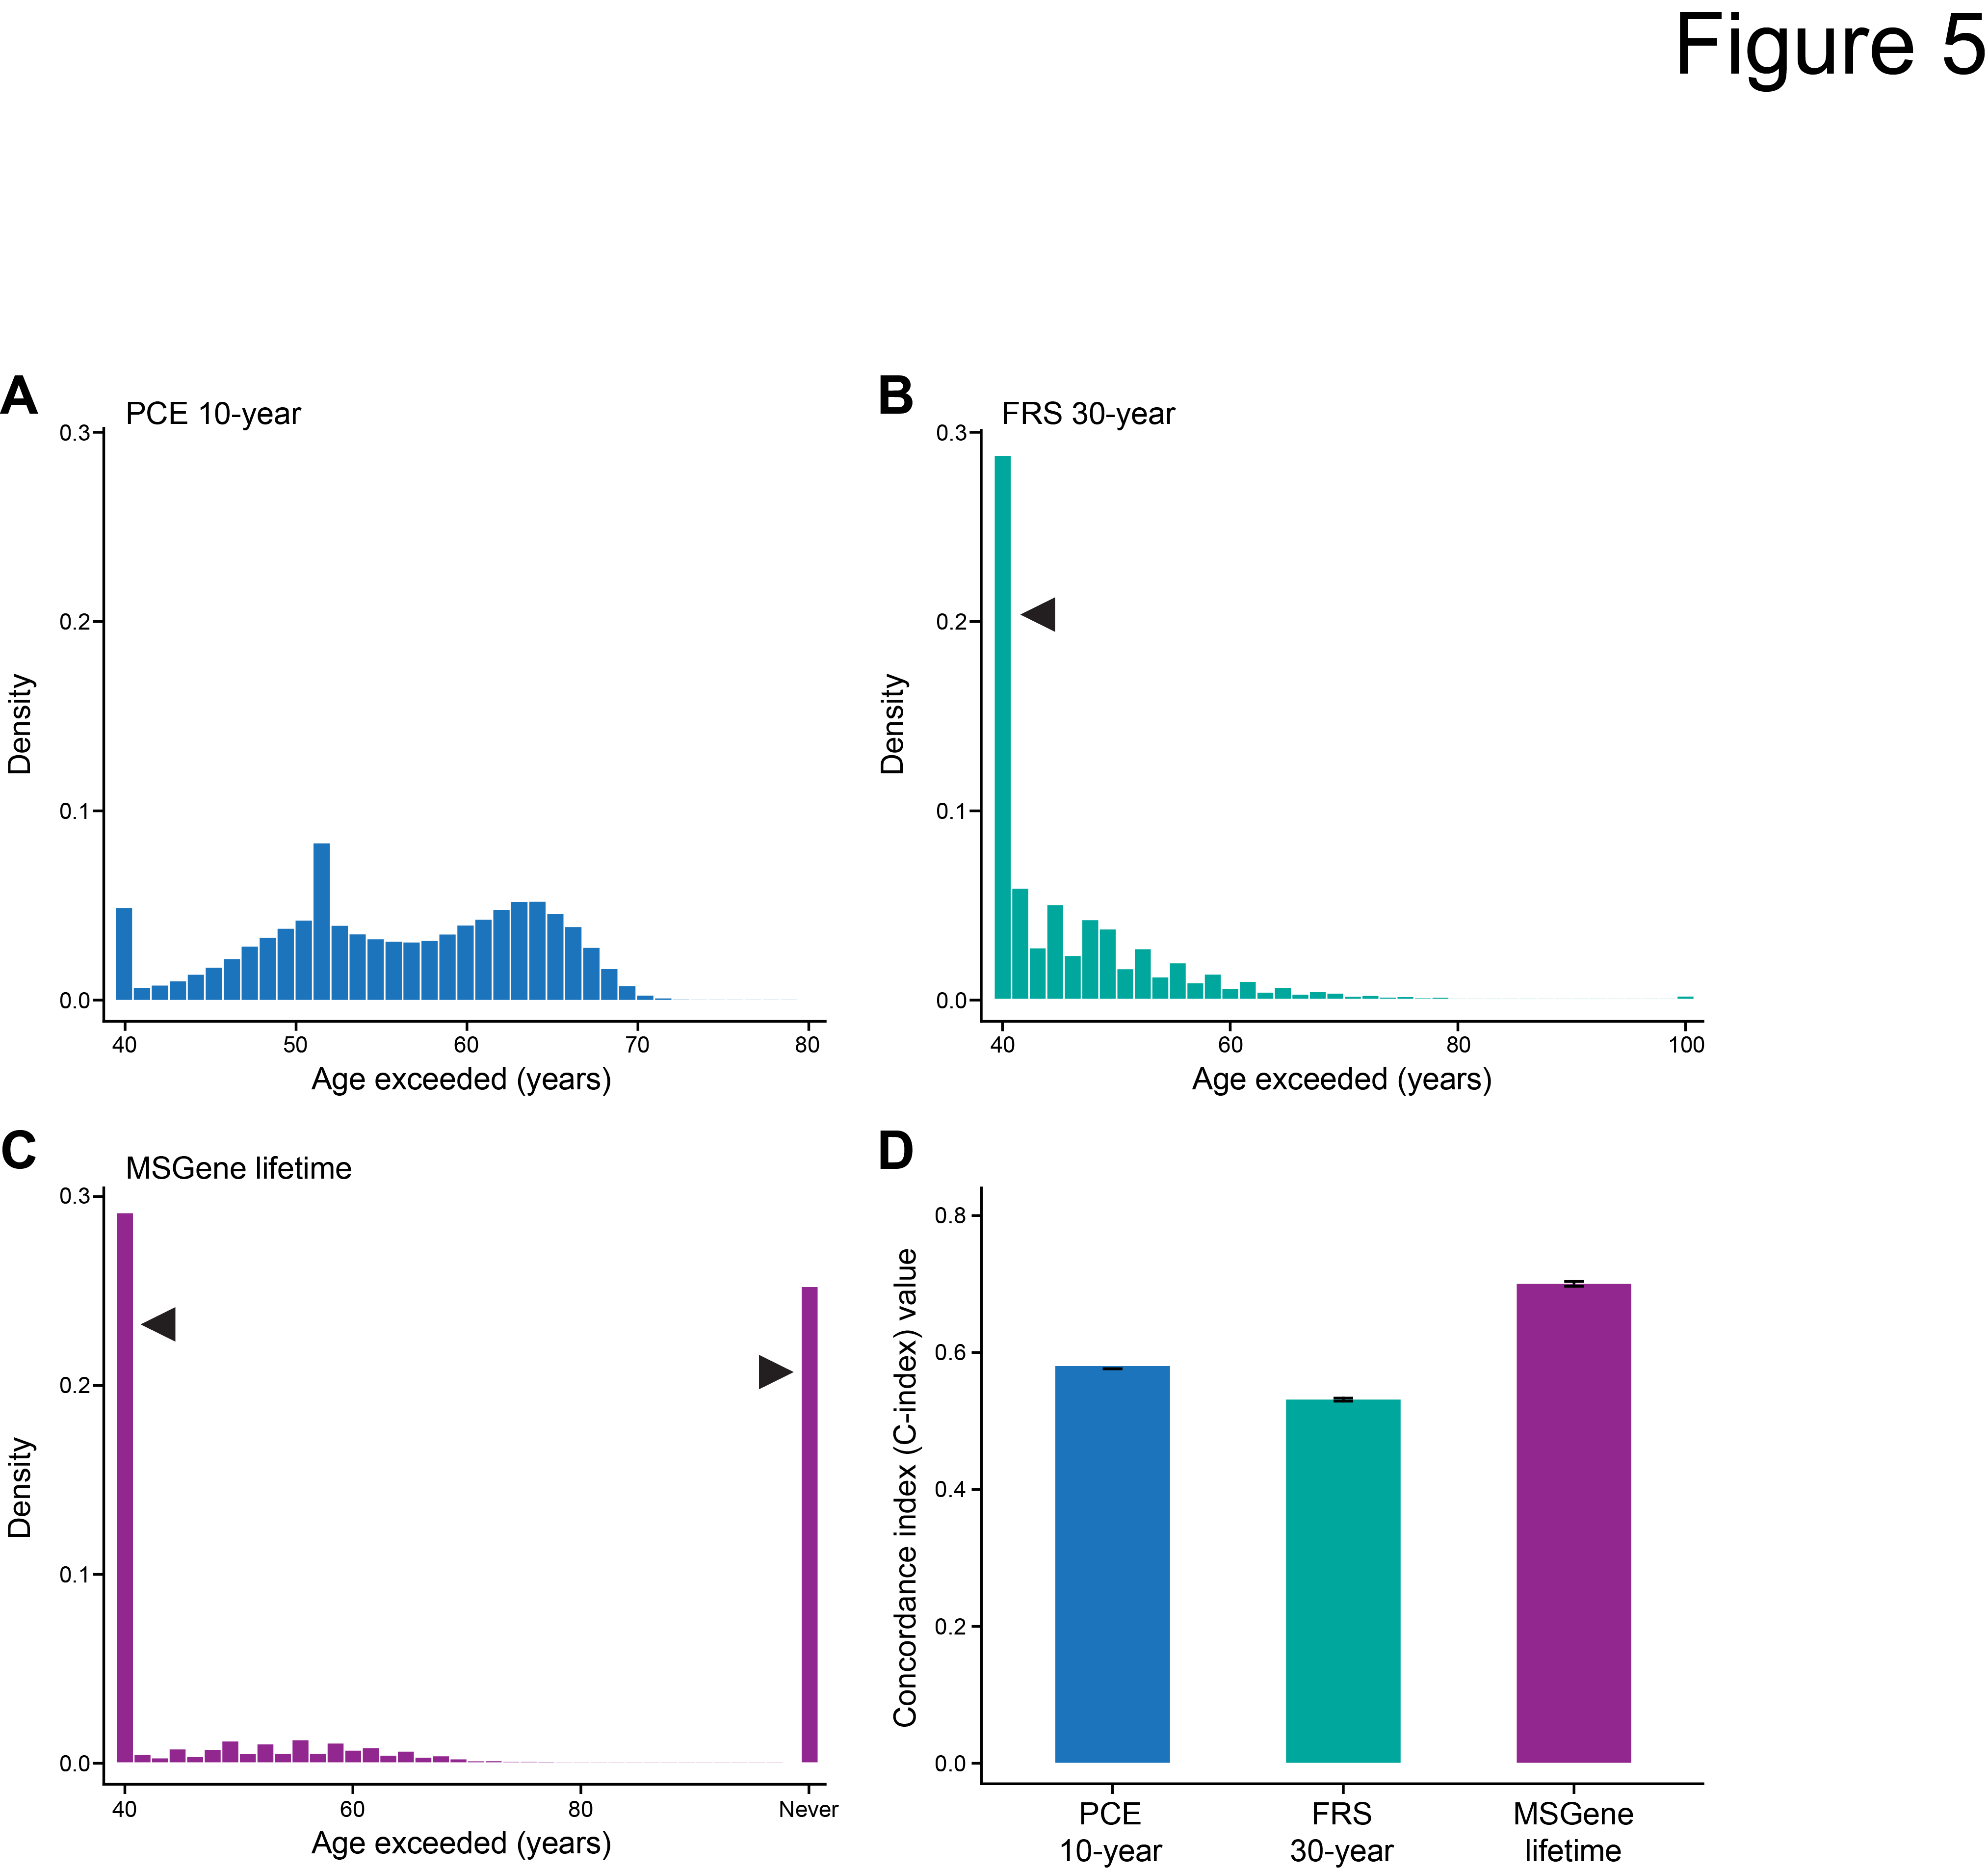 Figure 5
A
PCE 10-year
0.3
0.2
0.1
0.0
Density
40 50 60 70 80
Age exceeded (years)
B
FRS 30-year
0.3
0.2
0.1
0.0
Density
40 60 80 100
Age exceeded (years)
C
MSGene lifetime
0.3
0.2
0.1
0.0
Density
40 60 80 Never
Age exceeded (years)
D
0.8
0.6
0.4
0.2
0.0
Concordance index (C-index) value
PCE
10-year
FRS
30-year
MSGene
lifetime